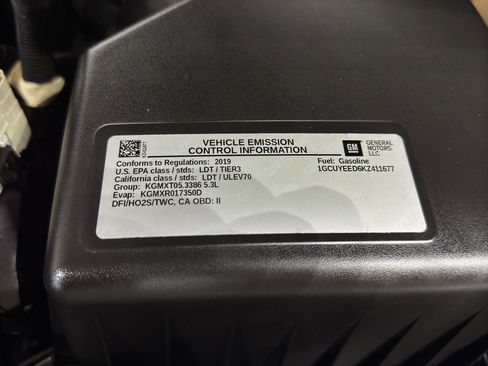 VEHICLE EMISSION
CONTROL INFORMATION
GM
GENERAL
MOTORS
LLC
Conforms to Regulations: 2019
Fuel: Gasoline
U.S. EPA class / stds: LDT / TIER3
1GCUYEED6KZ411677
California class / stds: LDT / ULEV70
Group: KGMXT05.3386 5.3L
Evap: KGMXR017350D
DFI/HO2S/TWC, CA OBD: II